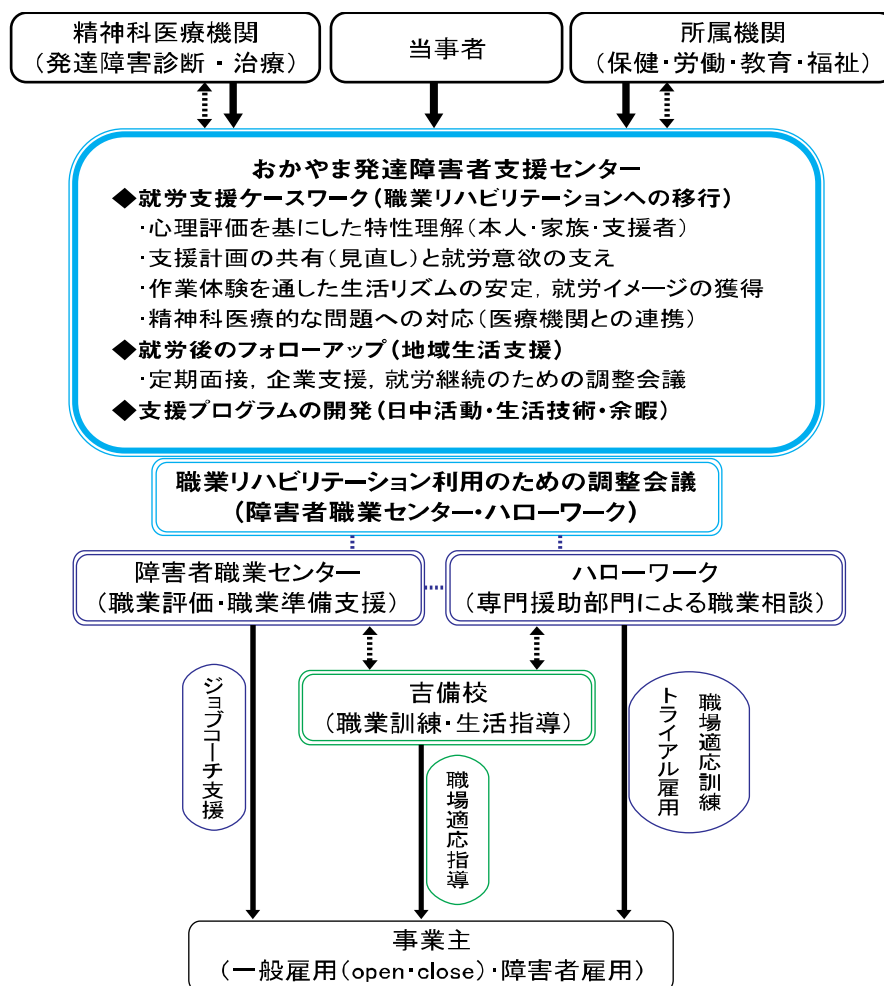 精神科医療機関
（発達障害診断・治療）
当事者
所属機関
（保健・労働・教育・福祉）
おかやま発達障害者支援センター
◆就労支援ケースワーク（職業リハビリテーションへの移行）
・心理評価を基にした特性理解（本人・家族・支援者）
・支援計画の共有（見直し）と就労意欲の支え
・作業体験を通した生活リズムの安定，就労イメージの獲得
・精神科医療的な問題への対応（医療機関との連携）
◆就労後のフォローアップ（地域生活支援）
・定期面接，企業支援，就労継続のための調整会議
◆支援プログラムの開発（日中活動・生活技術・余暇）
職業リハビリテーション利用のための調整会議
（障害者職業センター・ハローワーク）
障害者職業センター
（職業評価・職業準備支援）
ハローワーク
（専門援助部門による職業相談）
吉備校
（職業訓練・生活指導）
ジョブコーチ支援
職場適応指導
職場適応訓練
トライアル雇用
事業主
（一般雇用（open・close）・障害者雇用）